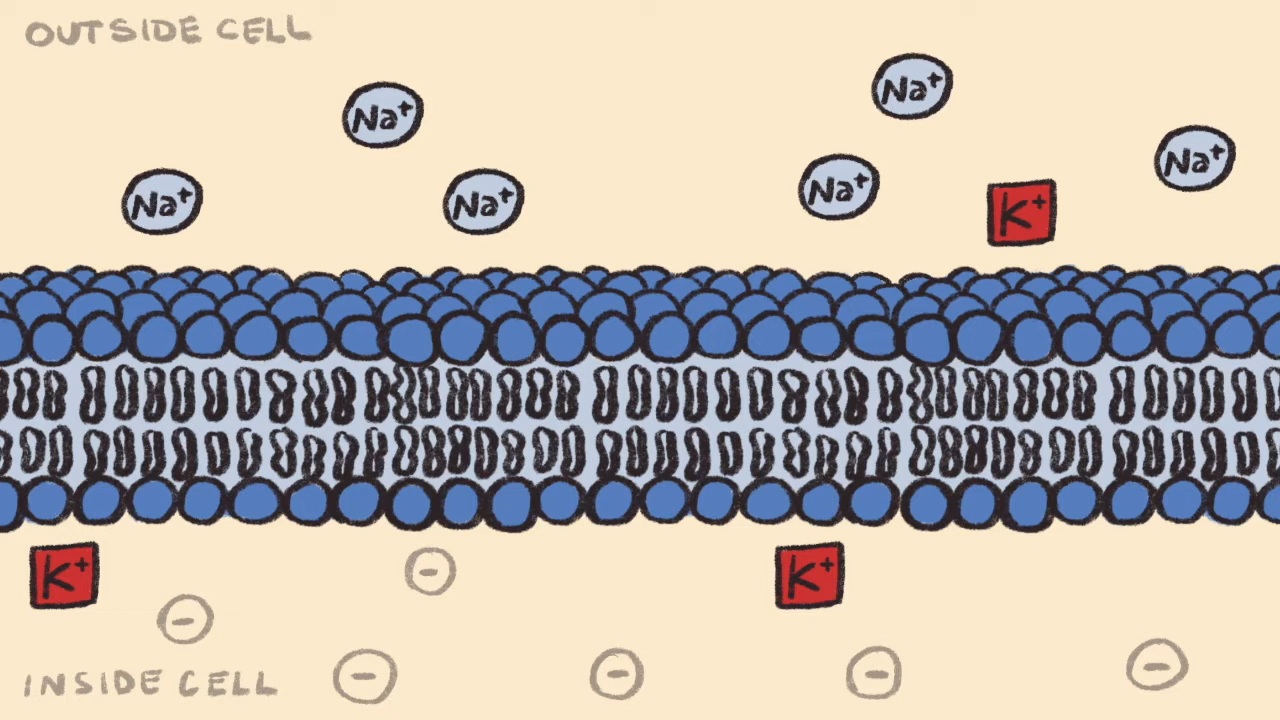 OUTSIDE CELL
Na⁺
Na⁺
Na⁺
Na⁺
Na⁺
Na⁺
K⁺
K⁺
K⁺
−
−
−
−
−
−
INSIDE CELL